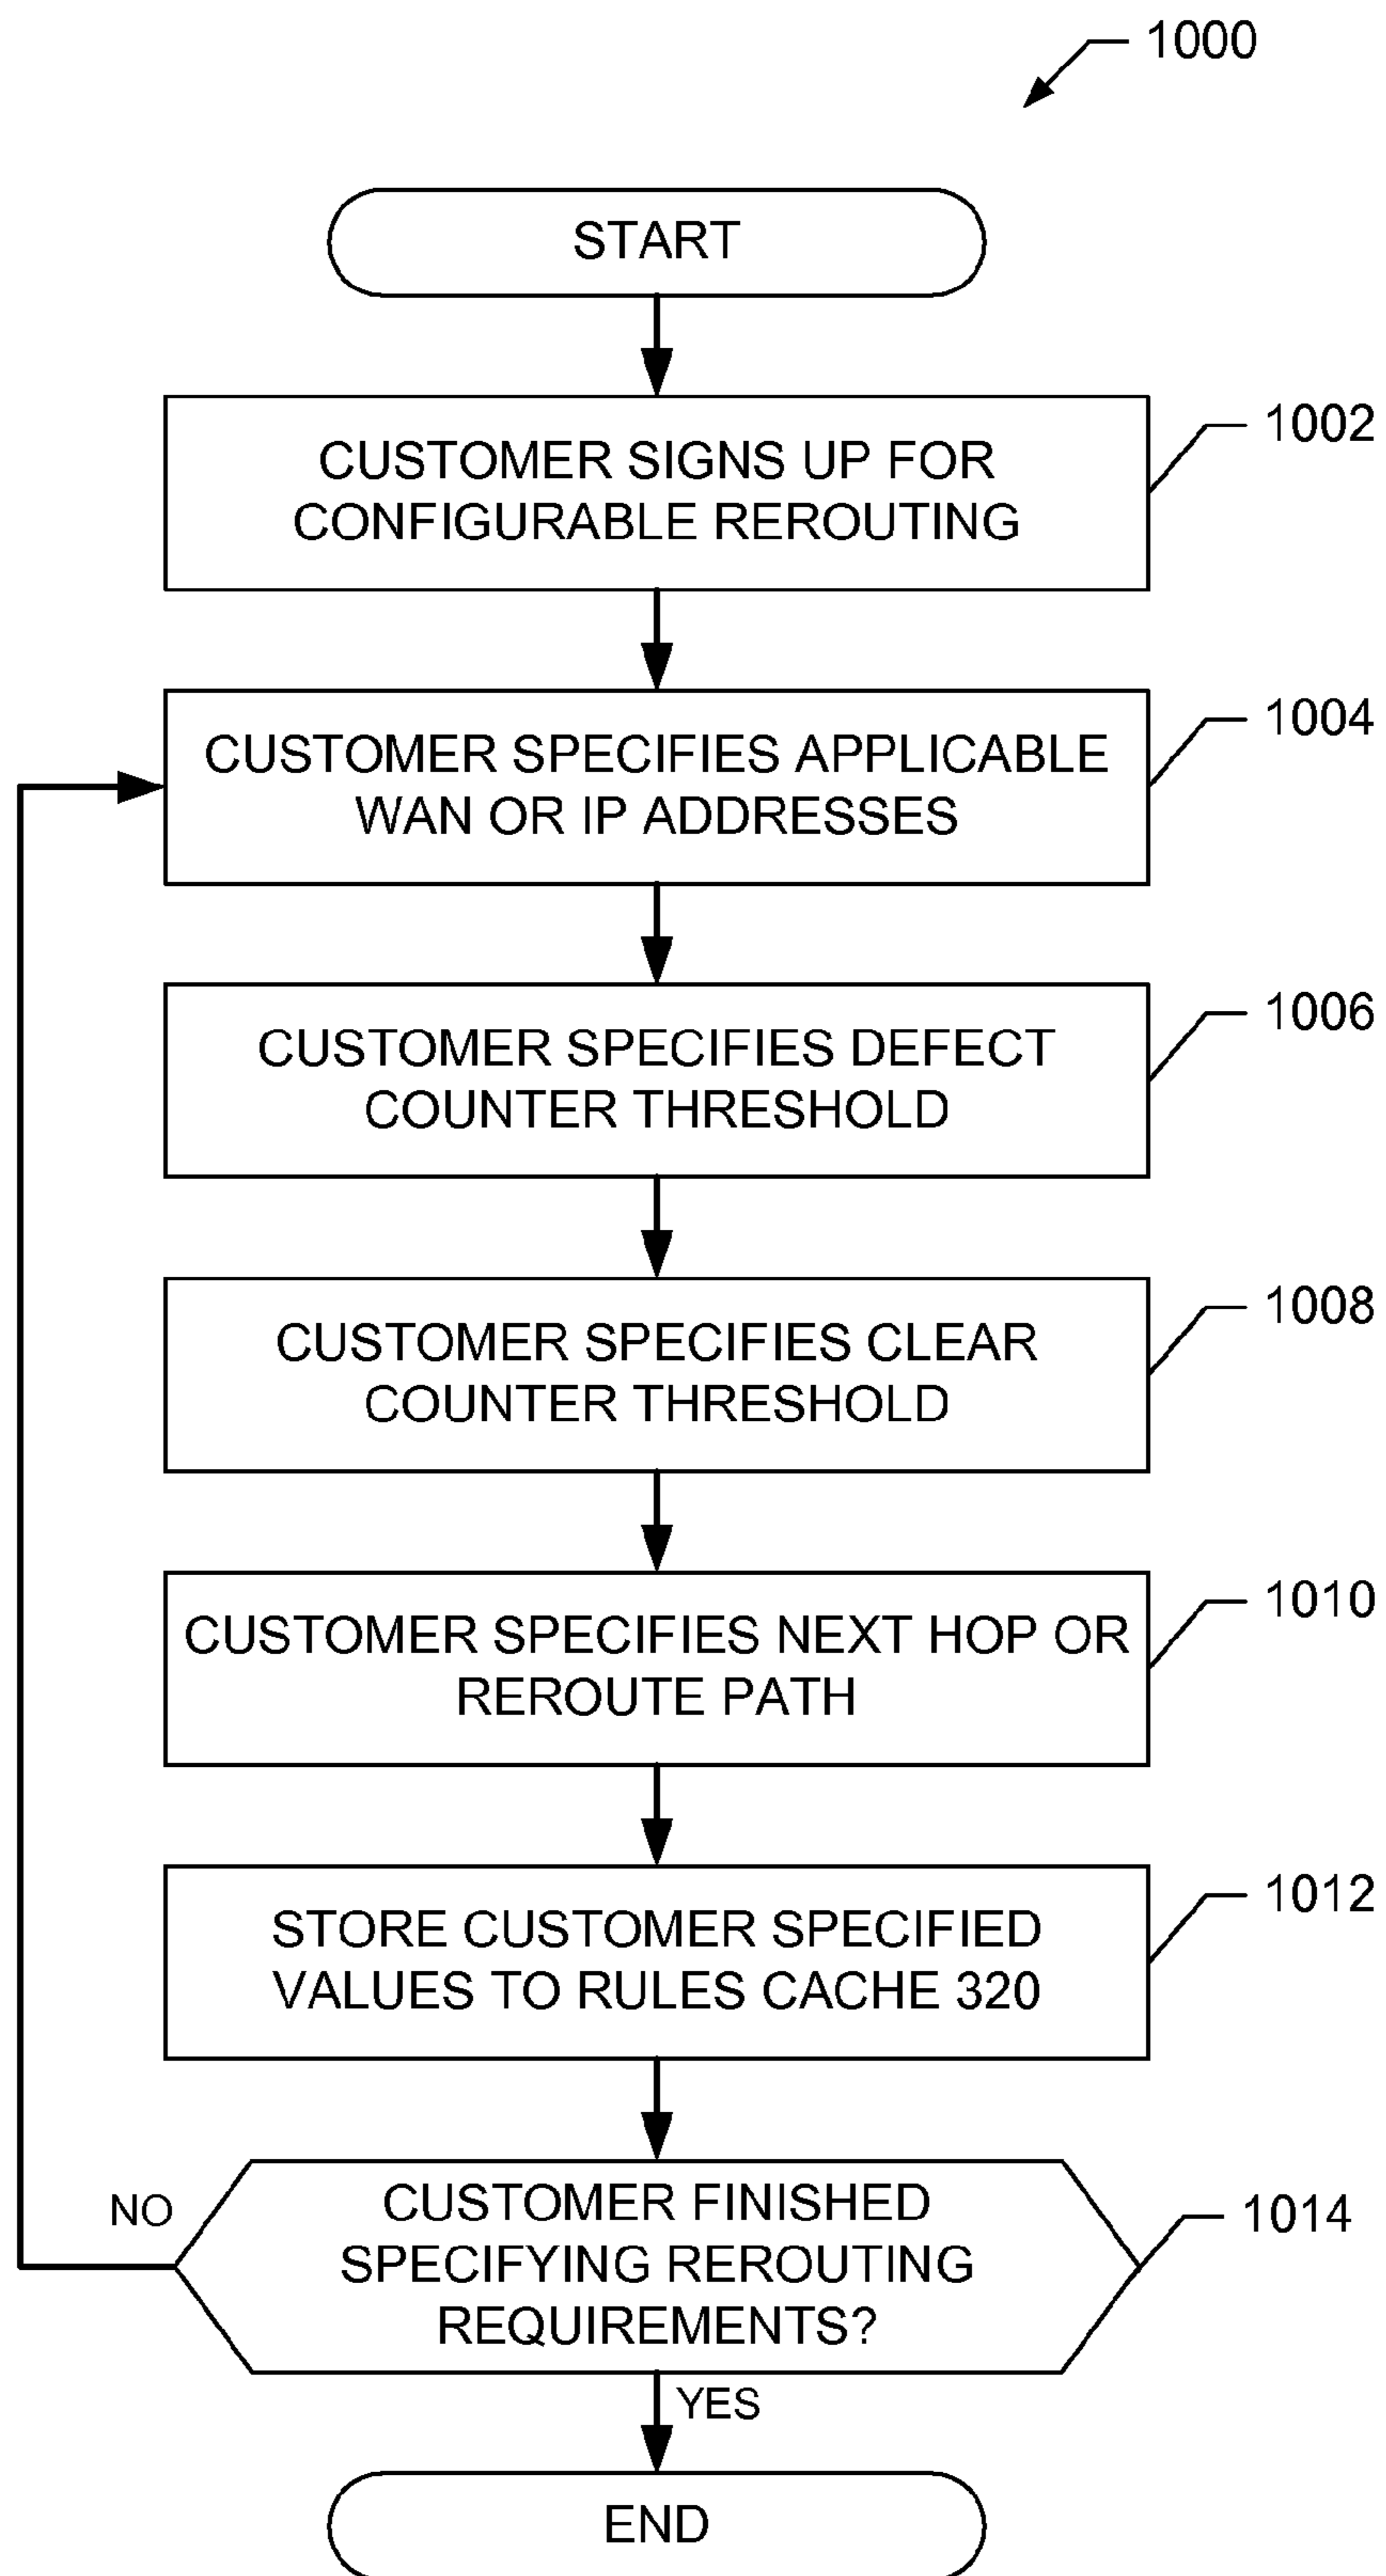 1000
START
CUSTOMER SIGNS UP FOR
CONFIGURABLE REROUTING
1002
CUSTOMER SPECIFIES APPLICABLE
WAN OR IP ADDRESSES
1004
CUSTOMER SPECIFIES DEFECT
COUNTER THRESHOLD
1006
CUSTOMER SPECIFIES CLEAR
COUNTER THRESHOLD
1008
CUSTOMER SPECIFIES NEXT HOP OR
REROUTE PATH
1010
STORE CUSTOMER SPECIFIED
VALUES TO RULES CACHE 320
1012
NO
CUSTOMER FINISHED
SPECIFYING REROUTING
REQUIREMENTS?
1014
YES
END